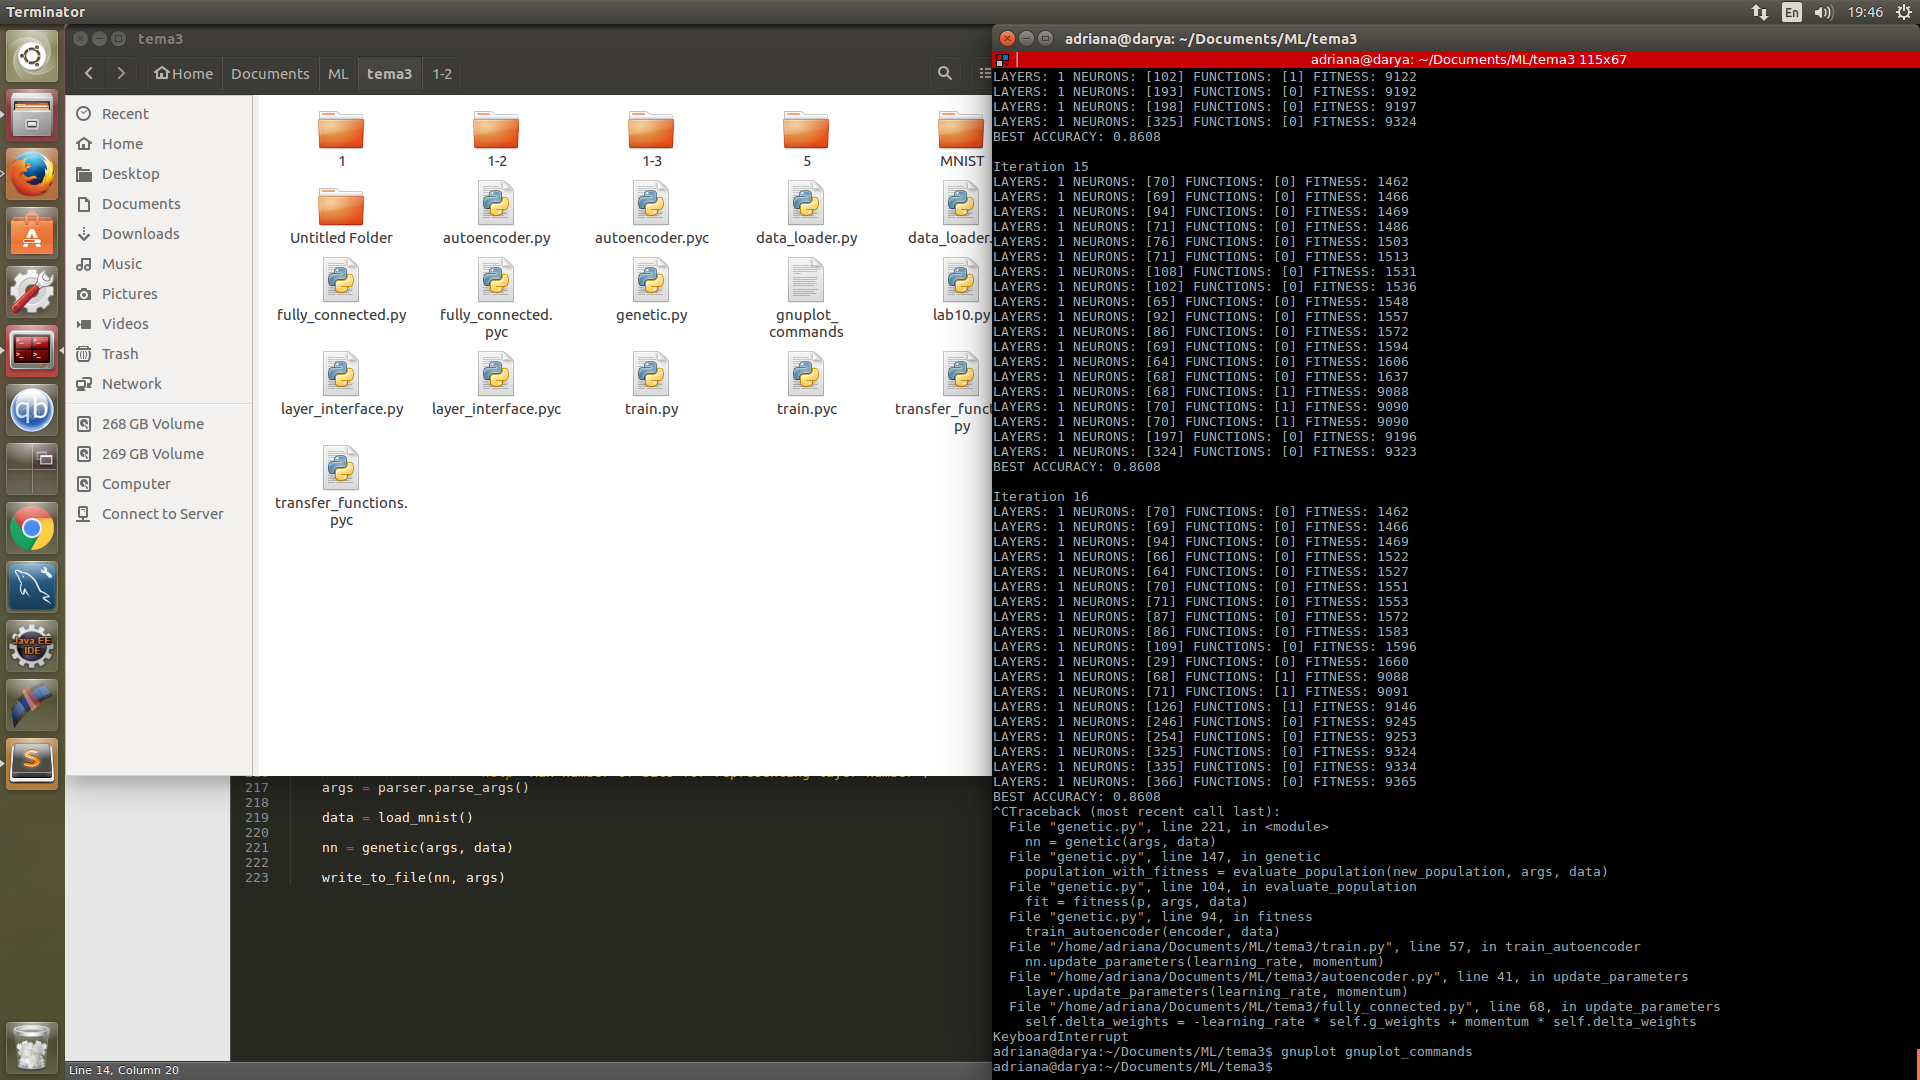 Terminator
En
19:46
tema3
Home
Documents
ML
tema3
1-2
Recent
Home
Desktop
Documents
Downloads
Music
Pictures
Videos
Trash
Network
268 GB Volume
269 GB Volume
Computer
Connect to Server
1
1-2
1-3
5
MNIST
Untitled Folder
autoencoder.py
autoencoder.pyc
data_loader.py
data_loader.
fully_connected.py
fully_connected.
pyc
genetic.py
gnuplot_
commands
lab10.py
layer_interface.py
layer_interface.pyc
train.py
train.pyc
transfer_funct
py
transfer_functions.
pyc
217 args = parser.parse_args()
218
219 data = load_mnist()
220
221 nn = genetic(args, data)
222
223 write_to_file(nn, args)
Line 14, Column 20
adriana@darya: ~/Documents/ML/tema3
adriana@darya: ~/Documents/ML/tema3 115x67
LAYERS: 1 NEURONS: [102] FUNCTIONS: [1] FITNESS: 9122
LAYERS: 1 NEURONS: [193] FUNCTIONS: [0] FITNESS: 9192
LAYERS: 1 NEURONS: [198] FUNCTIONS: [0] FITNESS: 9197
LAYERS: 1 NEURONS: [325] FUNCTIONS: [0] FITNESS: 9324
BEST ACCURACY: 0.8608
Iteration 15
LAYERS: 1 NEURONS: [70] FUNCTIONS: [0] FITNESS: 1462
LAYERS: 1 NEURONS: [69] FUNCTIONS: [0] FITNESS: 1466
LAYERS: 1 NEURONS: [94] FUNCTIONS: [0] FITNESS: 1469
LAYERS: 1 NEURONS: [71] FUNCTIONS: [0] FITNESS: 1486
LAYERS: 1 NEURONS: [76] FUNCTIONS: [0] FITNESS: 1503
LAYERS: 1 NEURONS: [71] FUNCTIONS: [0] FITNESS: 1513
LAYERS: 1 NEURONS: [108] FUNCTIONS: [0] FITNESS: 1531
LAYERS: 1 NEURONS: [102] FUNCTIONS: [0] FITNESS: 1536
LAYERS: 1 NEURONS: [65] FUNCTIONS: [0] FITNESS: 1548
LAYERS: 1 NEURONS: [92] FUNCTIONS: [0] FITNESS: 1557
LAYERS: 1 NEURONS: [86] FUNCTIONS: [0] FITNESS: 1572
LAYERS: 1 NEURONS: [69] FUNCTIONS: [0] FITNESS: 1594
LAYERS: 1 NEURONS: [64] FUNCTIONS: [0] FITNESS: 1606
LAYERS: 1 NEURONS: [68] FUNCTIONS: [0] FITNESS: 1637
LAYERS: 1 NEURONS: [68] FUNCTIONS: [1] FITNESS: 9088
LAYERS: 1 NEURONS: [70] FUNCTIONS: [1] FITNESS: 9090
LAYERS: 1 NEURONS: [70] FUNCTIONS: [1] FITNESS: 9090
LAYERS: 1 NEURONS: [197] FUNCTIONS: [0] FITNESS: 9196
LAYERS: 1 NEURONS: [324] FUNCTIONS: [0] FITNESS: 9323
BEST ACCURACY: 0.8608
Iteration 16
LAYERS: 1 NEURONS: [70] FUNCTIONS: [0] FITNESS: 1462
LAYERS: 1 NEURONS: [69] FUNCTIONS: [0] FITNESS: 1466
LAYERS: 1 NEURONS: [94] FUNCTIONS: [0] FITNESS: 1469
LAYERS: 1 NEURONS: [66] FUNCTIONS: [0] FITNESS: 1522
LAYERS: 1 NEURONS: [64] FUNCTIONS: [0] FITNESS: 1527
LAYERS: 1 NEURONS: [70] FUNCTIONS: [0] FITNESS: 1551
LAYERS: 1 NEURONS: [71] FUNCTIONS: [0] FITNESS: 1553
LAYERS: 1 NEURONS: [87] FUNCTIONS: [0] FITNESS: 1572
LAYERS: 1 NEURONS: [86] FUNCTIONS: [0] FITNESS: 1583
LAYERS: 1 NEURONS: [109] FUNCTIONS: [0] FITNESS: 1596
LAYERS: 1 NEURONS: [29] FUNCTIONS: [0] FITNESS: 1660
LAYERS: 1 NEURONS: [68] FUNCTIONS: [1] FITNESS: 9088
LAYERS: 1 NEURONS: [71] FUNCTIONS: [1] FITNESS: 9091
LAYERS: 1 NEURONS: [126] FUNCTIONS: [1] FITNESS: 9146
LAYERS: 1 NEURONS: [246] FUNCTIONS: [0] FITNESS: 9245
LAYERS: 1 NEURONS: [254] FUNCTIONS: [0] FITNESS: 9253
LAYERS: 1 NEURONS: [325] FUNCTIONS: [0] FITNESS: 9324
LAYERS: 1 NEURONS: [335] FUNCTIONS: [0] FITNESS: 9334
LAYERS: 1 NEURONS: [366] FUNCTIONS: [0] FITNESS: 9365
BEST ACCURACY: 0.8608
^CTraceback (most recent call last):
File "genetic.py", line 221, in <module>
nn = genetic(args, data)
File "genetic.py", line 147, in genetic
population_with_fitness = evaluate_population(new_population, args, data)
File "genetic.py", line 104, in evaluate_population
fit = fitness(p, args, data)
File "genetic.py", line 94, in fitness
train_autoencoder(encoder, data)
File "/home/adriana/Documents/ML/tema3/train.py", line 57, in train_autoencoder
nn.update_parameters(learning_rate, momentum)
File "/home/adriana/Documents/ML/tema3/autoencoder.py", line 41, in update_parameters
layer.update_parameters(learning_rate, momentum)
File "/home/adriana/Documents/ML/tema3/fully_connected.py", line 68, in update_parameters
self.delta_weights = -learning_rate * self.g_weights + momentum * self.delta_weights
KeyboardInterrupt
adriana@darya:~/Documents/ML/tema3$ gnuplot gnuplot_commands
adriana@darya:~/Documents/ML/tema3$
qb
Java EE
IDE